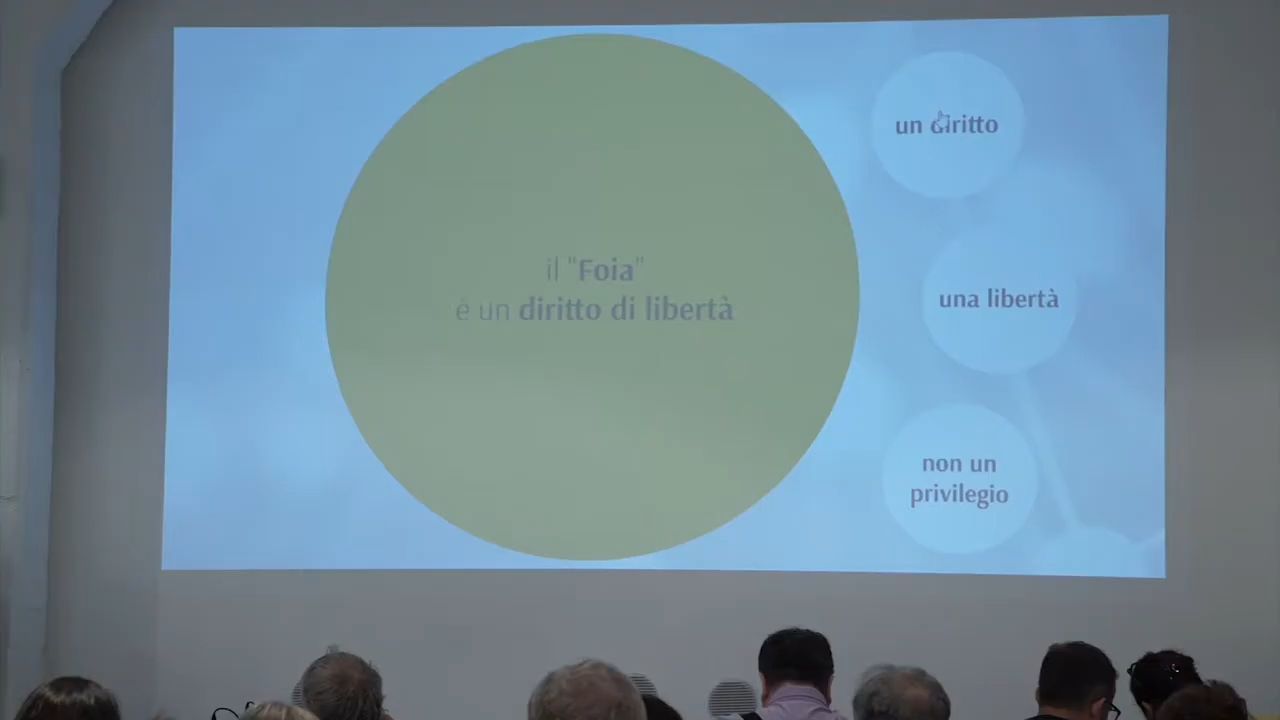 il "Foia"
è un diritto di libertà
un diritto
una libertà
non un
privilegio